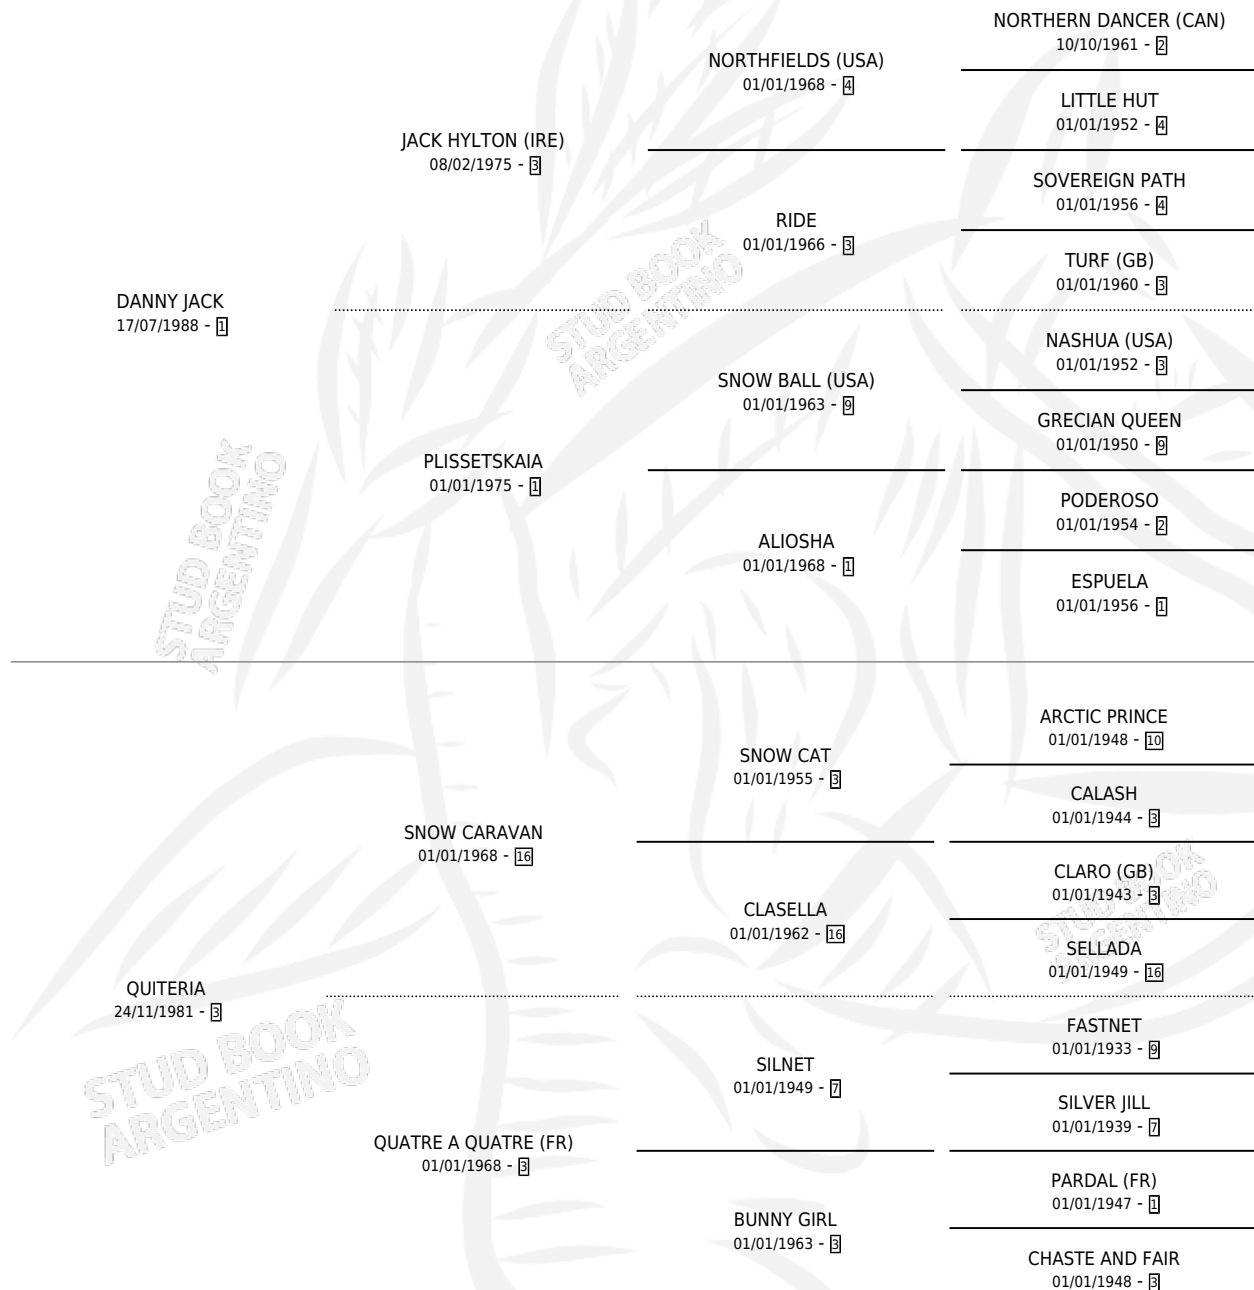 NORTHERN DANCER (CAN)
10/10/1961 - 2
NORTHFIELDS (USA)
01/01/1968 - 4
LITTLE HUT
01/01/1952 - 4
JACK HYLTON (IRE)
08/02/1975 - 3
SOVEREIGN PATH
01/01/1956 - 4
RIDE
01/01/1966 - 3
TURF (GB)
01/01/1960 - 3
DANNY JACK
17/07/1988 - 1
STUD BOOK
ARGENTINO
NASHUA (USA)
01/01/1952 - 3
SNOW BALL (USA)
01/01/1963 - 9
GRECIAN QUEEN
01/01/1950 - 9
PLISSETSKAIA
01/01/1975 - 1
PODEROSO
01/01/1954 - 2
ALIOSHA
01/01/1968 - 1
ESPUELA
01/01/1956 - 1
STUD BOOK
ARGENTINO
ARCTIC PRINCE
01/01/1948 - 10
SNOW CAT
01/01/1955 - 3
CALASH
01/01/1944 - 3
SNOW CARAVAN
01/01/1968 - 16
CLARO (GB)
01/01/1943 - 3
CLASELLA
01/01/1962 - 16
SELLADA
01/01/1949 - 16
STUD BOOK
ARGENTINO
QUITERIA
24/11/1981 - 3
FASTNET
01/01/1933 - 9
SILNET
01/01/1949 - 7
SILVER JILL
01/01/1939 - 7
STUD BOOK
ARGENTINO
QUATRE A QUATRE (FR)
01/01/1968 - 3
PARDAL (FR)
01/01/1947 - 1
BUNNY GIRL
01/01/1963 - 3
CHASTE AND FAIR
01/01/1948 - 3